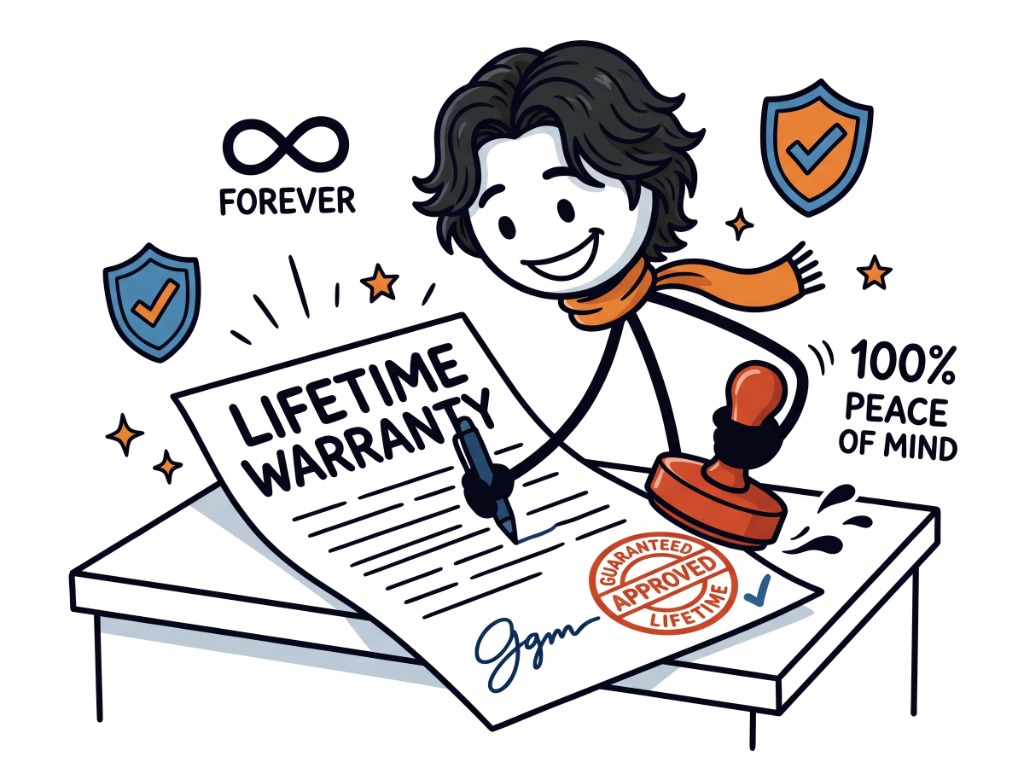 FOREVER
LIFETIME
WARRANTY
100%
PEACE
OF MIND
GUARANTEED
APPROVED
LIFETIME